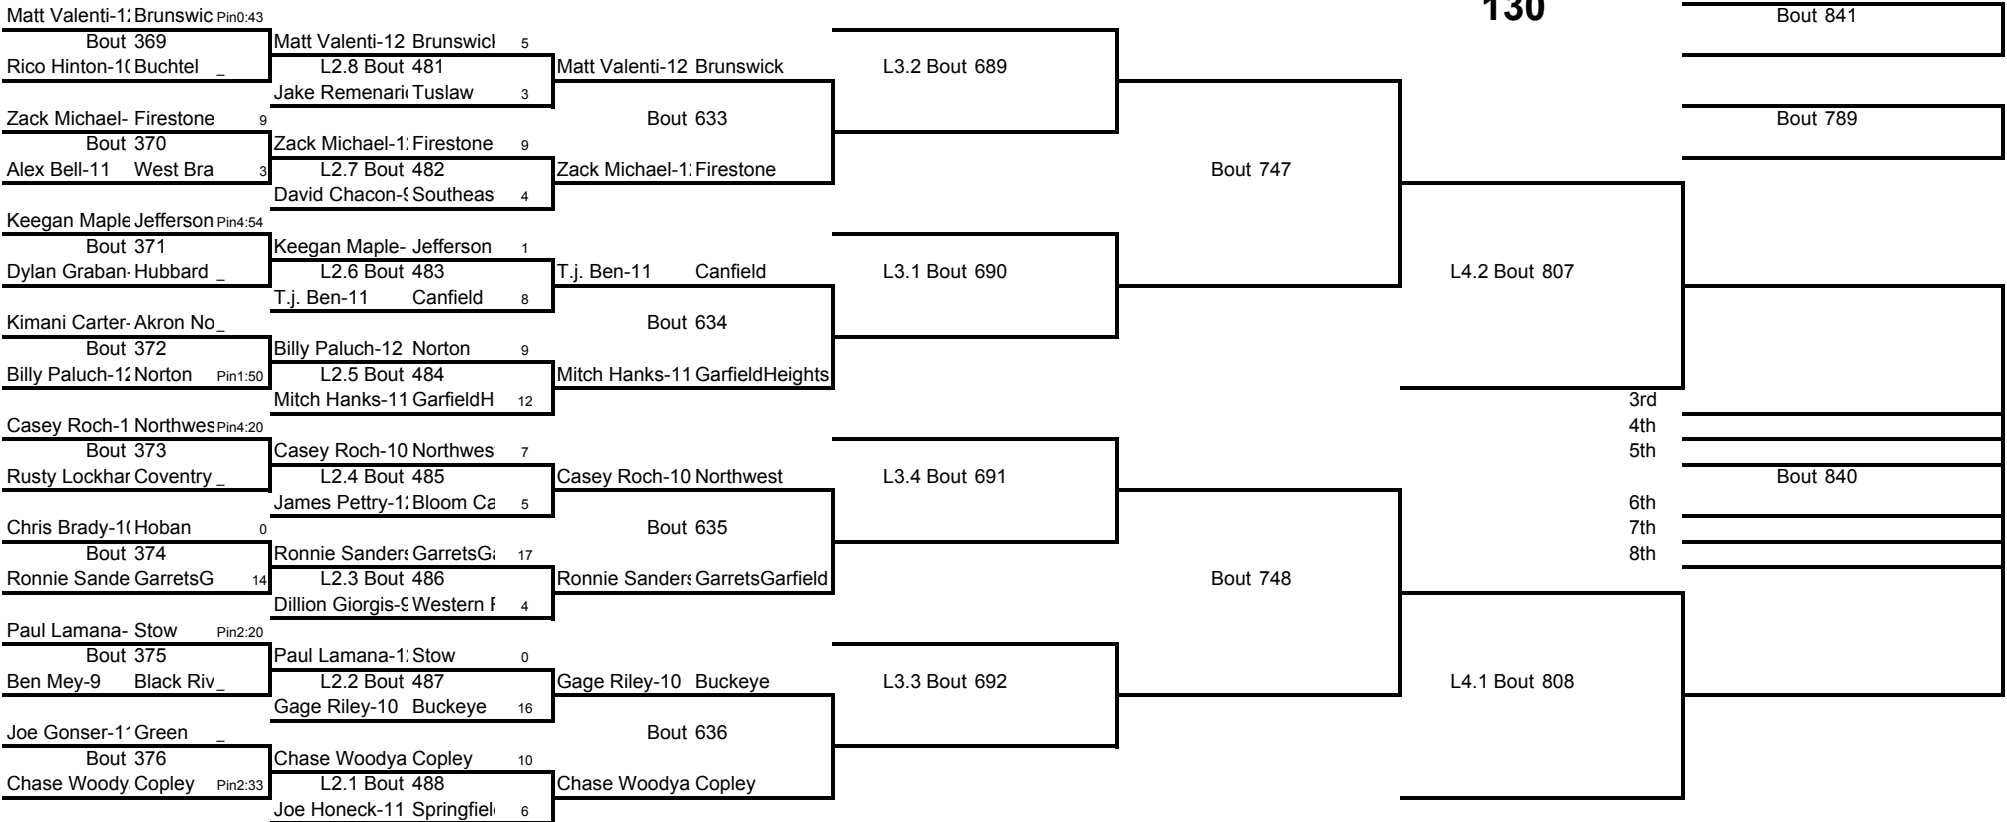 130
Matt Valenti-1 Brunswic Pin0:43
Bout 841
Bout 369
Matt Valenti-12 Brunswick 5
Rico Hinton-10 Buchtel _
L2.8 Bout 481
Matt Valenti-12 Brunswick
L3.2 Bout 689
Jake Remenari Tuslaw 3
Zack Michael- Firestone 9
Bout 633
Bout 789
Bout 370
Zack Michael-1 Firestone 9
Alex Bell-11 West Bra 3
L2.7 Bout 482
Zack Michael-1 Firestone
Bout 747
David Chacon-9 Southeas 4
Keegan Maple Jefferson Pin4:54
Bout 371
Keegan Maple- Jefferson 1
Dylan Graban- Hubbard _
L2.6 Bout 483
T.j. Ben-11 Canfield
L3.1 Bout 690
L4.2 Bout 807
T.j. Ben-11 Canfield 8
Kimani Carter- Akron No _
Bout 634
Bout 372
Billy Paluch-12 Norton 9
Billy Paluch-12 Norton Pin1:50
L2.5 Bout 484
Mitch Hanks-11 GarfieldHeights
Mitch Hanks-11 GarfieldH 12
3rd
Casey Roch-1 Northwes Pin4:20
4th
Bout 373
Casey Roch-10 Northwes 7
5th
Rusty Lockhar Coventry _
L2.4 Bout 485
Casey Roch-10 Northwest
L3.4 Bout 691
Bout 840
James Pettry-12 Bloom Ca 5
6th
Chris Brady-10 Hoban 0
Bout 635
7th
Bout 374
Ronnie Sanders GarretsGa 17
8th
Ronnie Sande GarretsG 14
L2.3 Bout 486
Ronnie Sanders GarretsGarfield
Bout 748
Dillion Giorgis-9 Western R 4
Paul Lamana- Stow Pin2:20
Bout 375
Paul Lamana-1 Stow 0
Ben Mey-9 Black Riv _
L2.2 Bout 487
Gage Riley-10 Buckeye
L3.3 Bout 692
L4.1 Bout 808
Gage Riley-10 Buckeye 16
Joe Gonser-11 Green _
Bout 636
Bout 376
Chase Woodya Copley 10
Chase Woody Copley Pin2:33
L2.1 Bout 488
Chase Woodya Copley
Joe Honeck-11 Springfiel 6